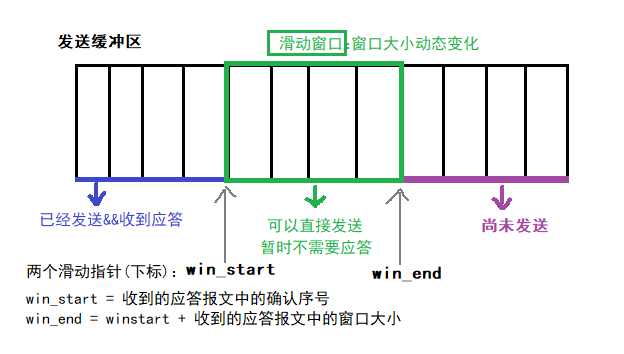 发送缓冲区
滑动窗口:窗口大小动态变化
已经发送&&收到应答
可以直接发送
暂时不需要应答
尚未发送
两个滑动指针(下标): win_start
win_end
win_start = 收到的应答报文中的确认序号
win_end = winstart + 收到的应答报文中的窗口大小